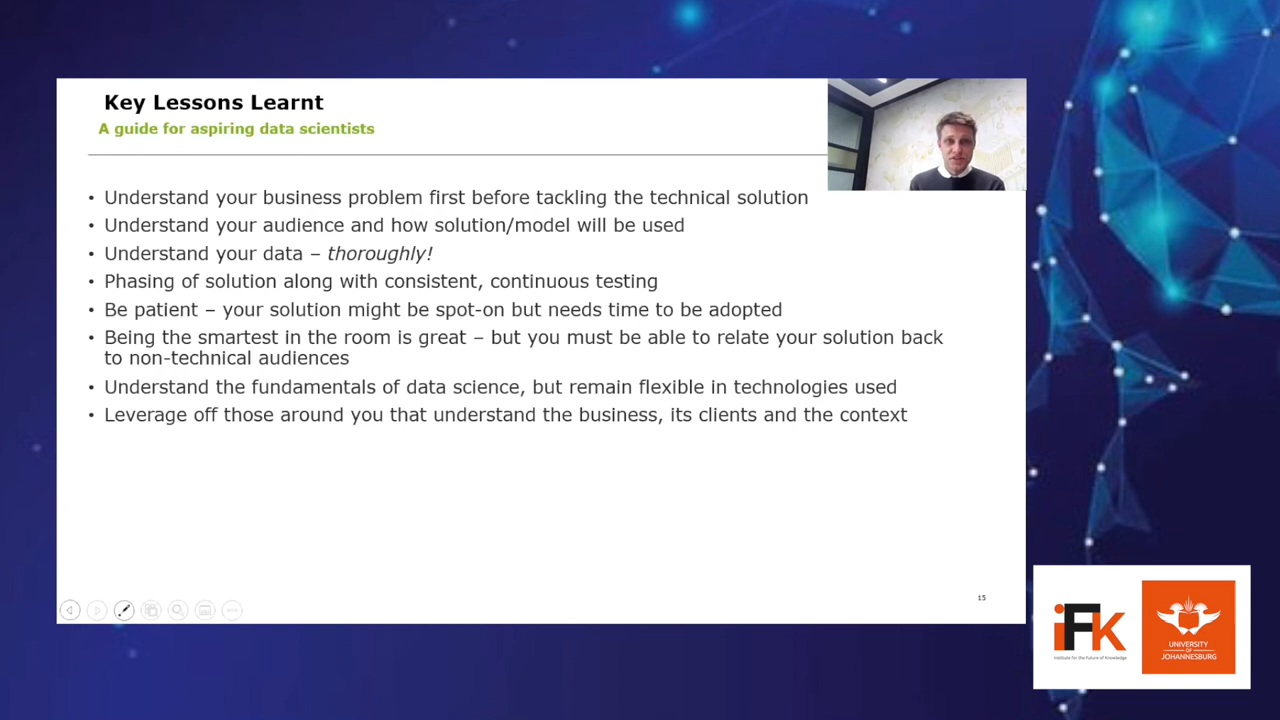 Key Lessons Learnt
A guide for aspiring data scientists
• Understand your business problem first before tackling the technical solution
• Understand your audience and how solution/model will be used
• Understand your data – thoroughly!
• Phasing of solution along with consistent, continuous testing
• Be patient – your solution might be spot-on but needs time to be adopted
• Being the smartest in the room is great – but you must be able to relate your solution back
to non-technical audiences
• Understand the fundamentals of data science, but remain flexible in technologies used
• Leverage off those around you that understand the business, its clients and the context
15
iFK
Institute for the Future of Knowledge
UNIVERSITY
OF
JOHANNESBURG